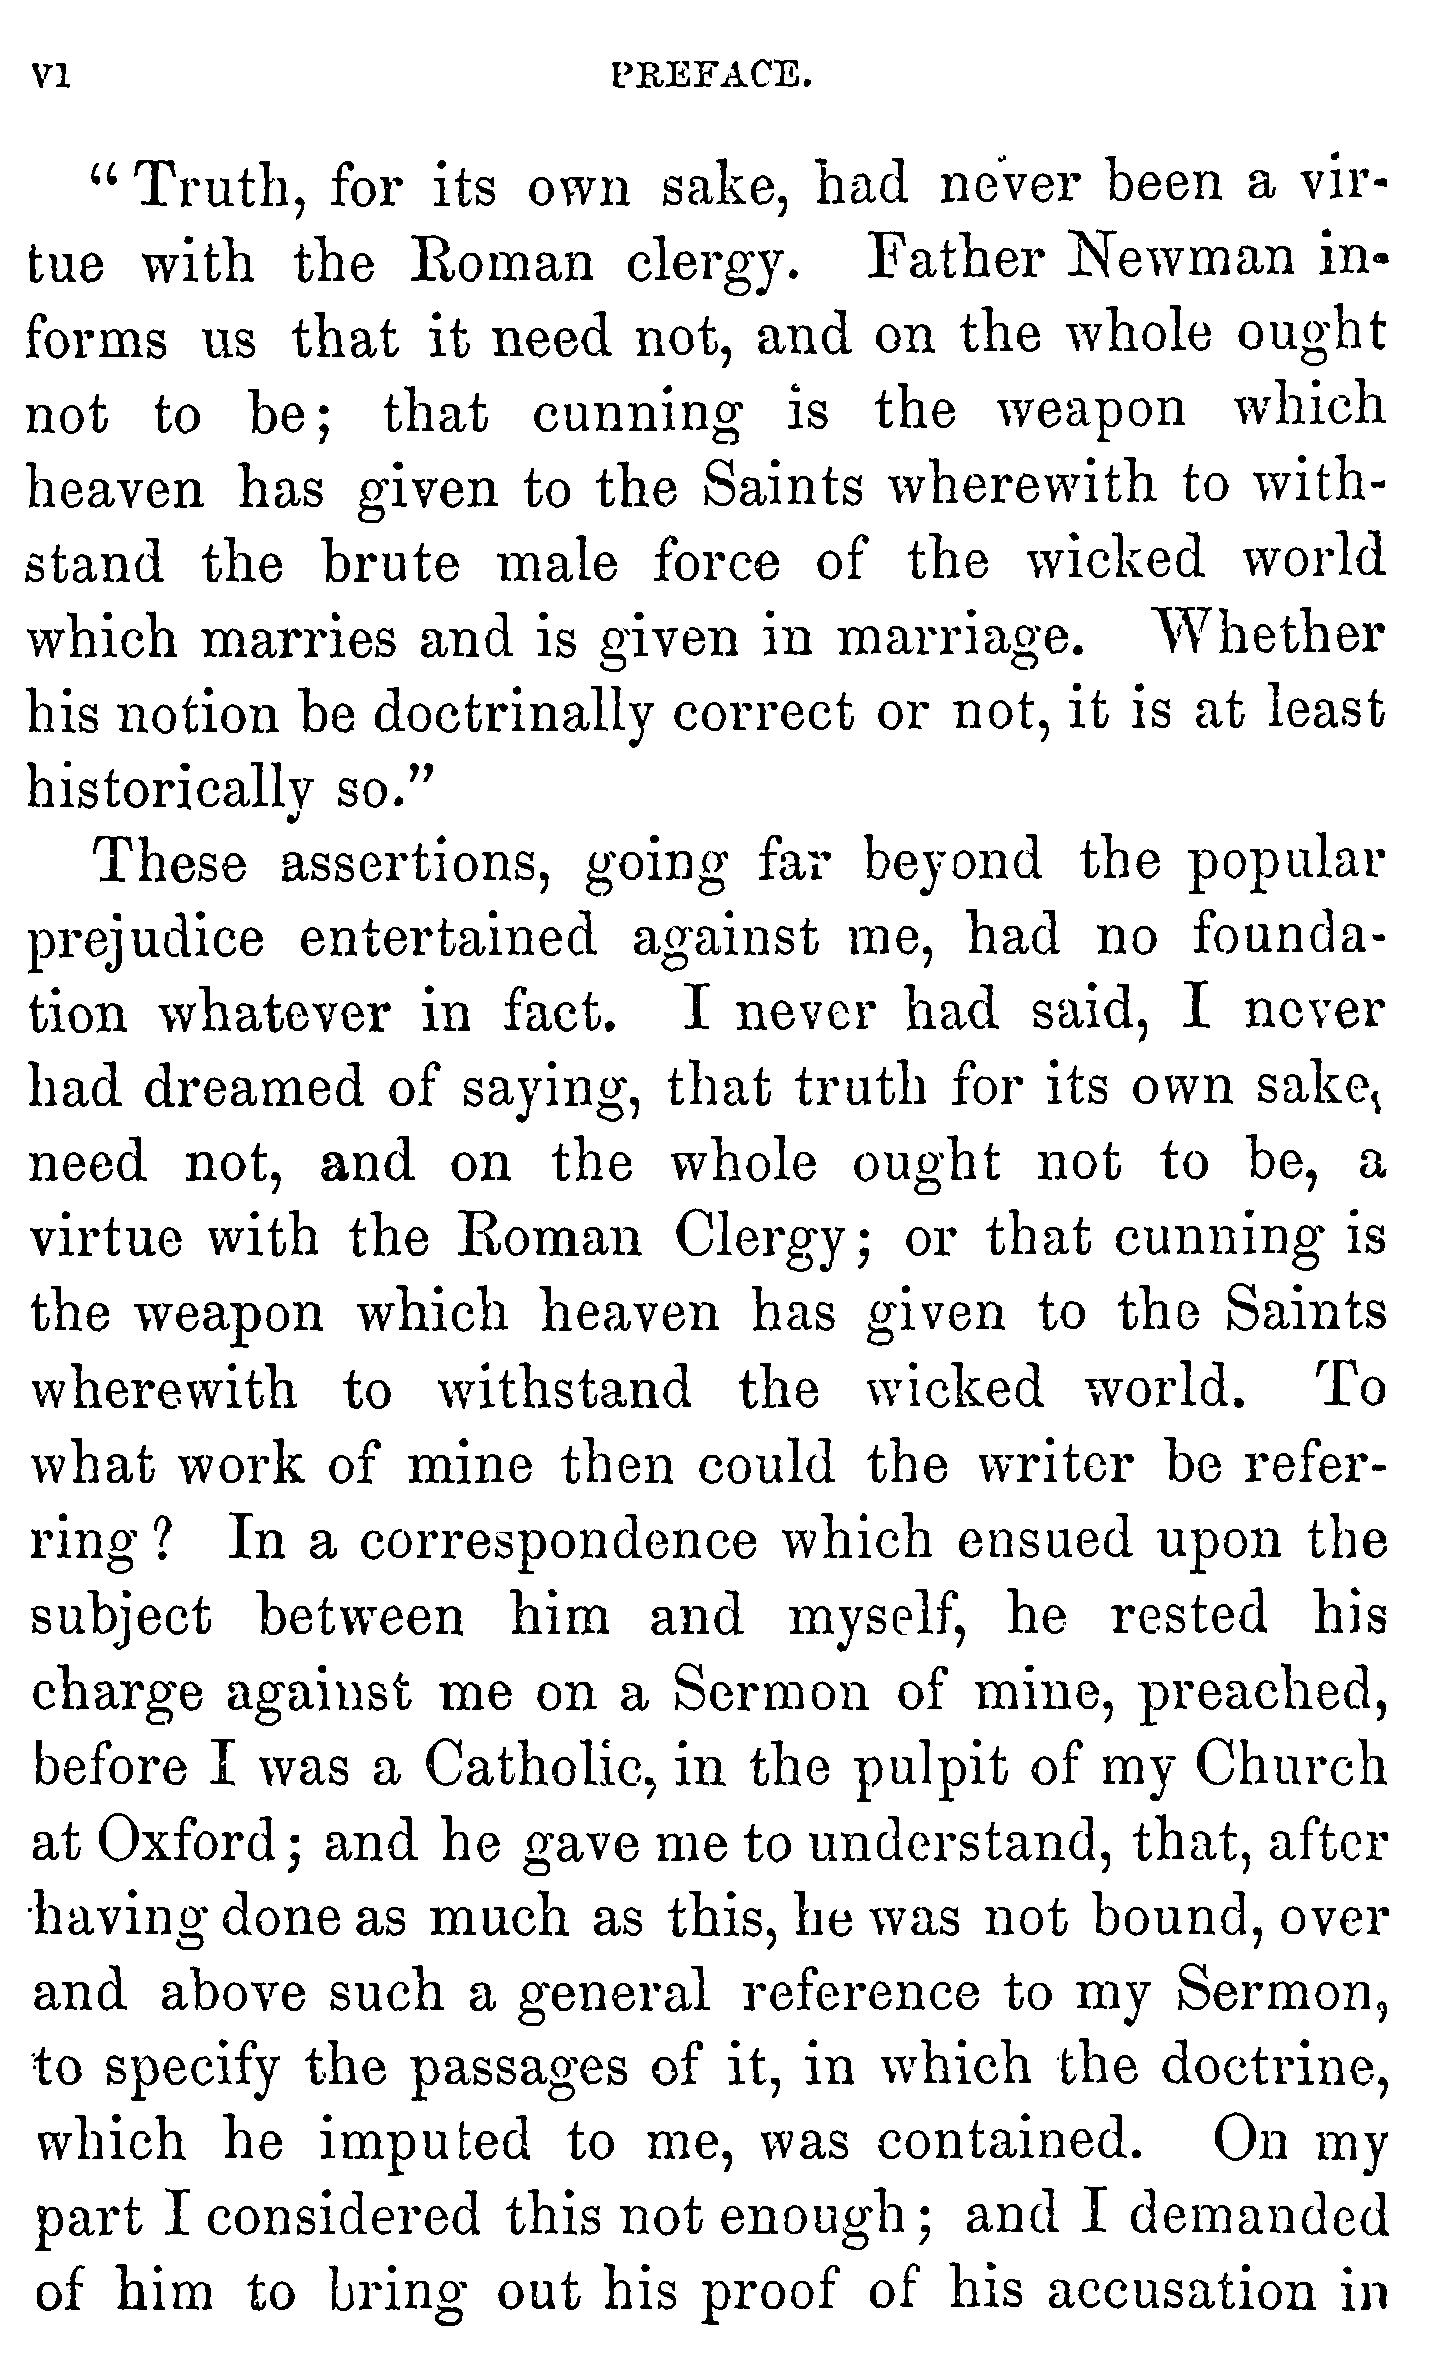 vi PREFACE.
“Truth, for its own sake, had never been a vir-
tue with the Roman clergy. Father Newman in-
forms us that it need not, and on the whole ought
not to be; that cunning is the weapon which
heaven has given to the Saints wherewith to with-
stand the brute male force of the wicked world
which marries and is given in marriage. Whether
his notion be doctrinally correct or not, it is at least
historically so.”
These assertions, going far beyond the popular
prejudice entertained against me, had no founda-
tion whatever in fact. I never had said, I never
had dreamed of saying, that truth for its own sake,
need not, and on the whole ought not to be, a
virtue with the Roman Clergy; or that cunning is
the weapon which heaven has given to the Saints
wherewith to withstand the wicked world. To
what work of mine then could the writer be refer-
ring? In a correspondence which ensued upon the
subject between him and myself, he rested his
charge against me on a Sermon of mine, preached,
before I was a Catholic, in the pulpit of my Church
at Oxford; and he gave me to understand, that, after
having done as much as this, he was not bound, over
and above such a general reference to my Sermon,
to specify the passages of it, in which the doctrine,
which he imputed to me, was contained. On my
part I considered this not enough; and I demanded
of him to bring out his proof of his accusation in